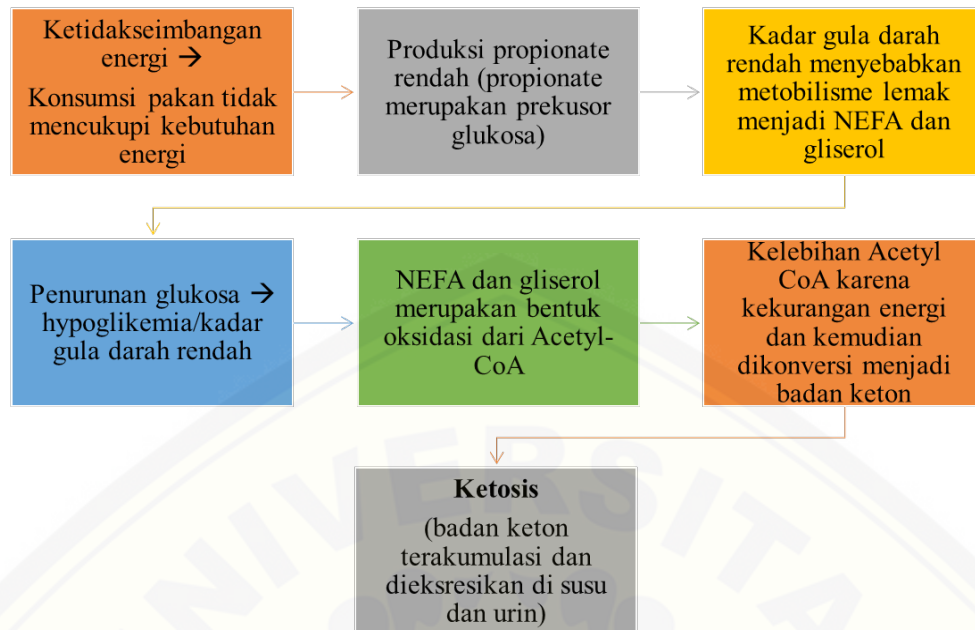 Ketidakseimbangan
energi →
Konsumsi pakan tidak
mencukupi kebutuhan
energi
Produksi propionate
rendah (propionate
merupakan prekusor
glukosa)
Kadar gula darah
rendah menyebabkan
metobilisme lemak
menjadi NEFA dan
gliserol
Penurunan glukosa →
hypoglikemia/kadar
gula darah rendah
NEFA dan gliserol
merupakan bentuk
oksidasi dari Acetyl-
CoA
Kelebihan Acetyl
CoA karena
kekurangan energi
dan kemudian
dikonversi menjadi
badan keton
Ketosis
(badan keton
terakumulasi dan
dieksresikan di susu
dan urin)
NIVERSITA